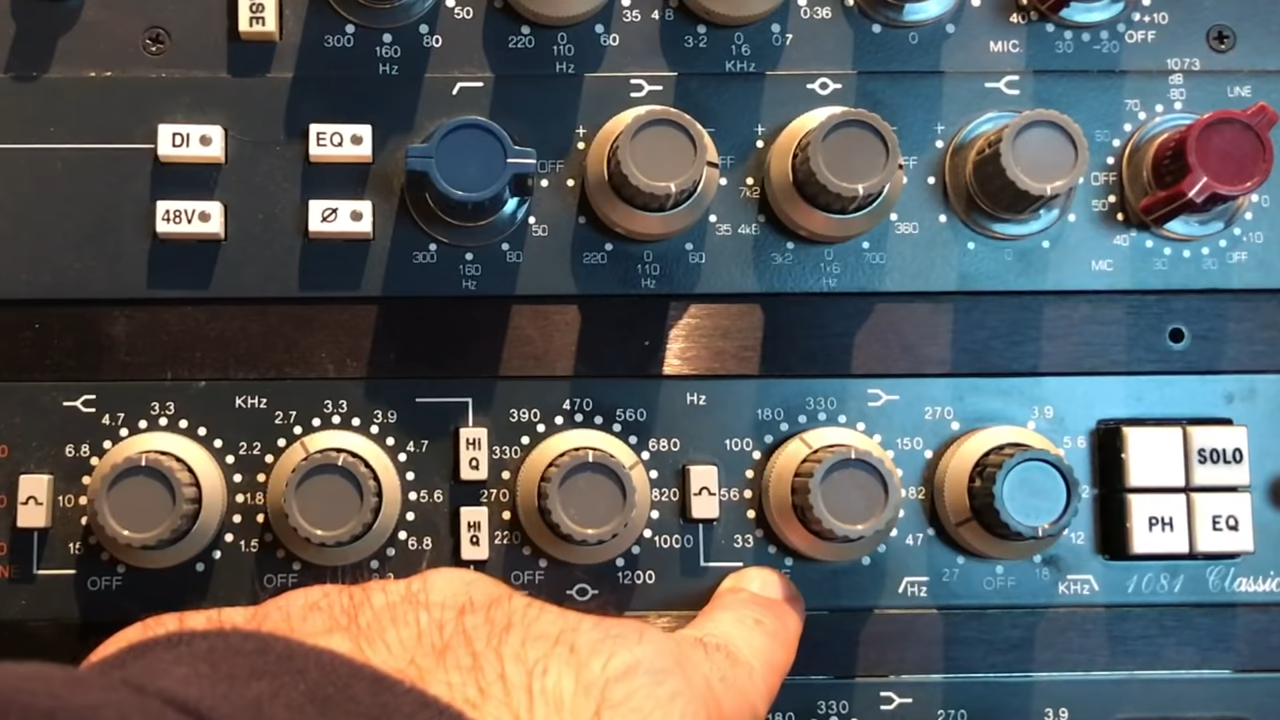 50
35
4·8
0·36
40
+10
OFF
300
160
80
Hz
220
110
60
Hz
3·2
0
1·6
0·7
KHz
0
MIC.
30
-20
1073
dB
-80
LINE
70
DI
EQ
+
OFF
+
7k2
+
OFF
50
48V
Ø
50
35
4k8
360
40
+10
OFF
300
160
80
Hz
220
0
110
60
Hz
3k2
0
1k6
700
Hz
0
MIC
30
20
KHz
Hz
4.7
3.3
2.7
3.3
3.9
390
470
560
180
330
270
3.9
6.8
2.2
4.7
HI
Q
330
680
100
150
5.6
SOLO
10
1.8
5.6
270
820
56
82
15
1.5
6.8
HI
Q
220
1000
33
47
12
PH
EQ
OFF
OFF
OFF
1200
Hz
27
OFF
18
KHz
1081 Classic
180
330
270
3.9